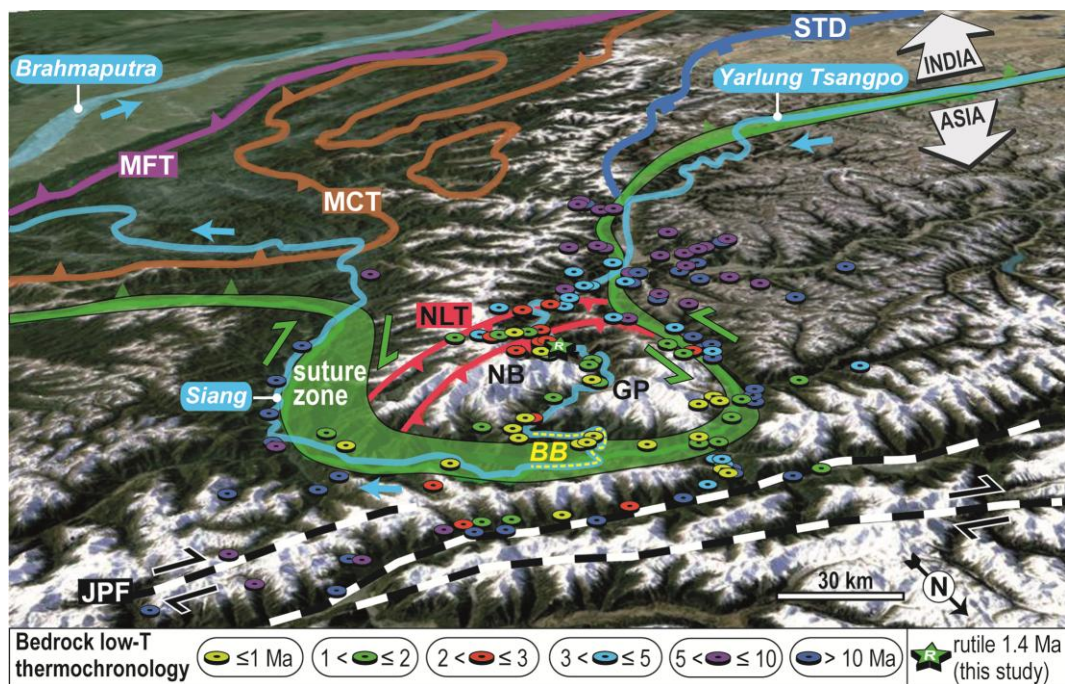 STD
INDIA
ASIA
Brahmaputra
Yarlung Tsangpo
MFT
MCT
NLT
R
NB
GP
suture
zone
Siang
BB
JPF
30 km
N
Bedrock low-T
thermochronology
≤1 Ma
1 < ≤ 2
2 < ≤ 3
3 < ≤ 5
5 < ≤ 10
> 10 Ma
R
rutile 1.4 Ma
(this study)